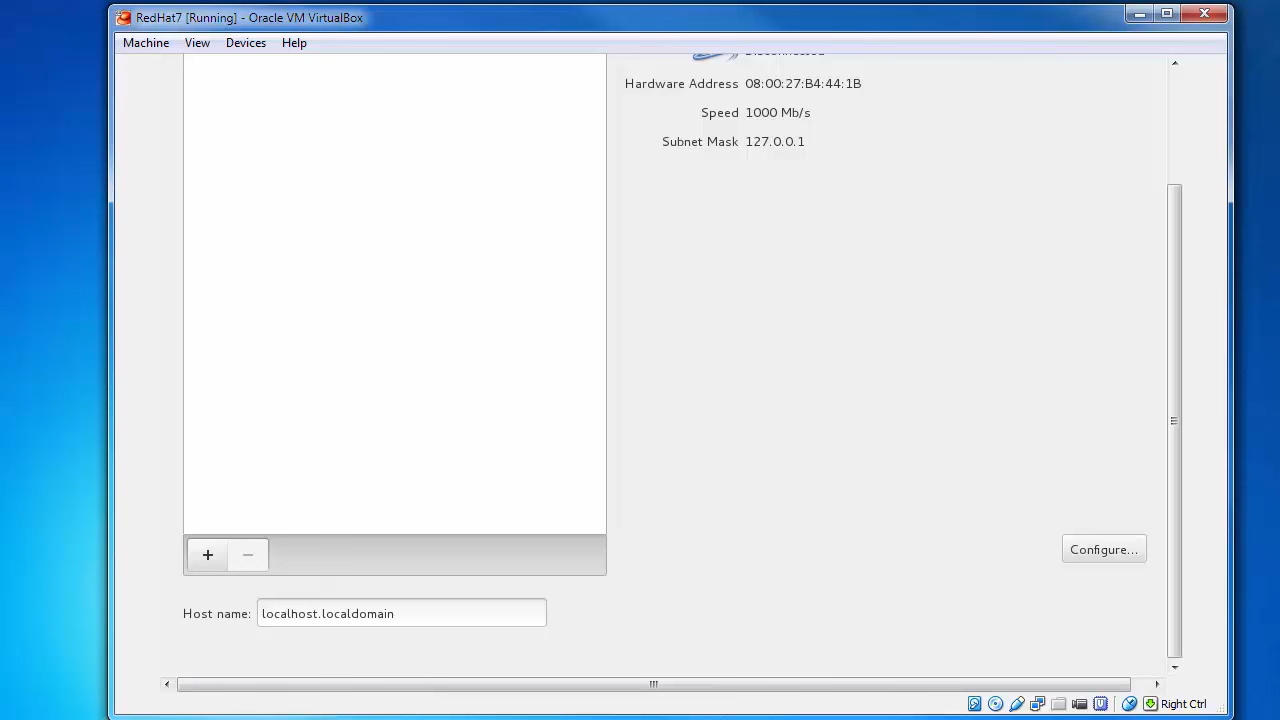 RedHat7 [Running] - Oracle VM VirtualBox
Machine View Devices Help
Disconnected
Hardware Address 08:00:27:B4:44:1B
Speed 1000 Mb/s
Subnet Mask 127.0.0.1
+ −
Configure...
Host name: localhost.localdomain
Right Ctrl